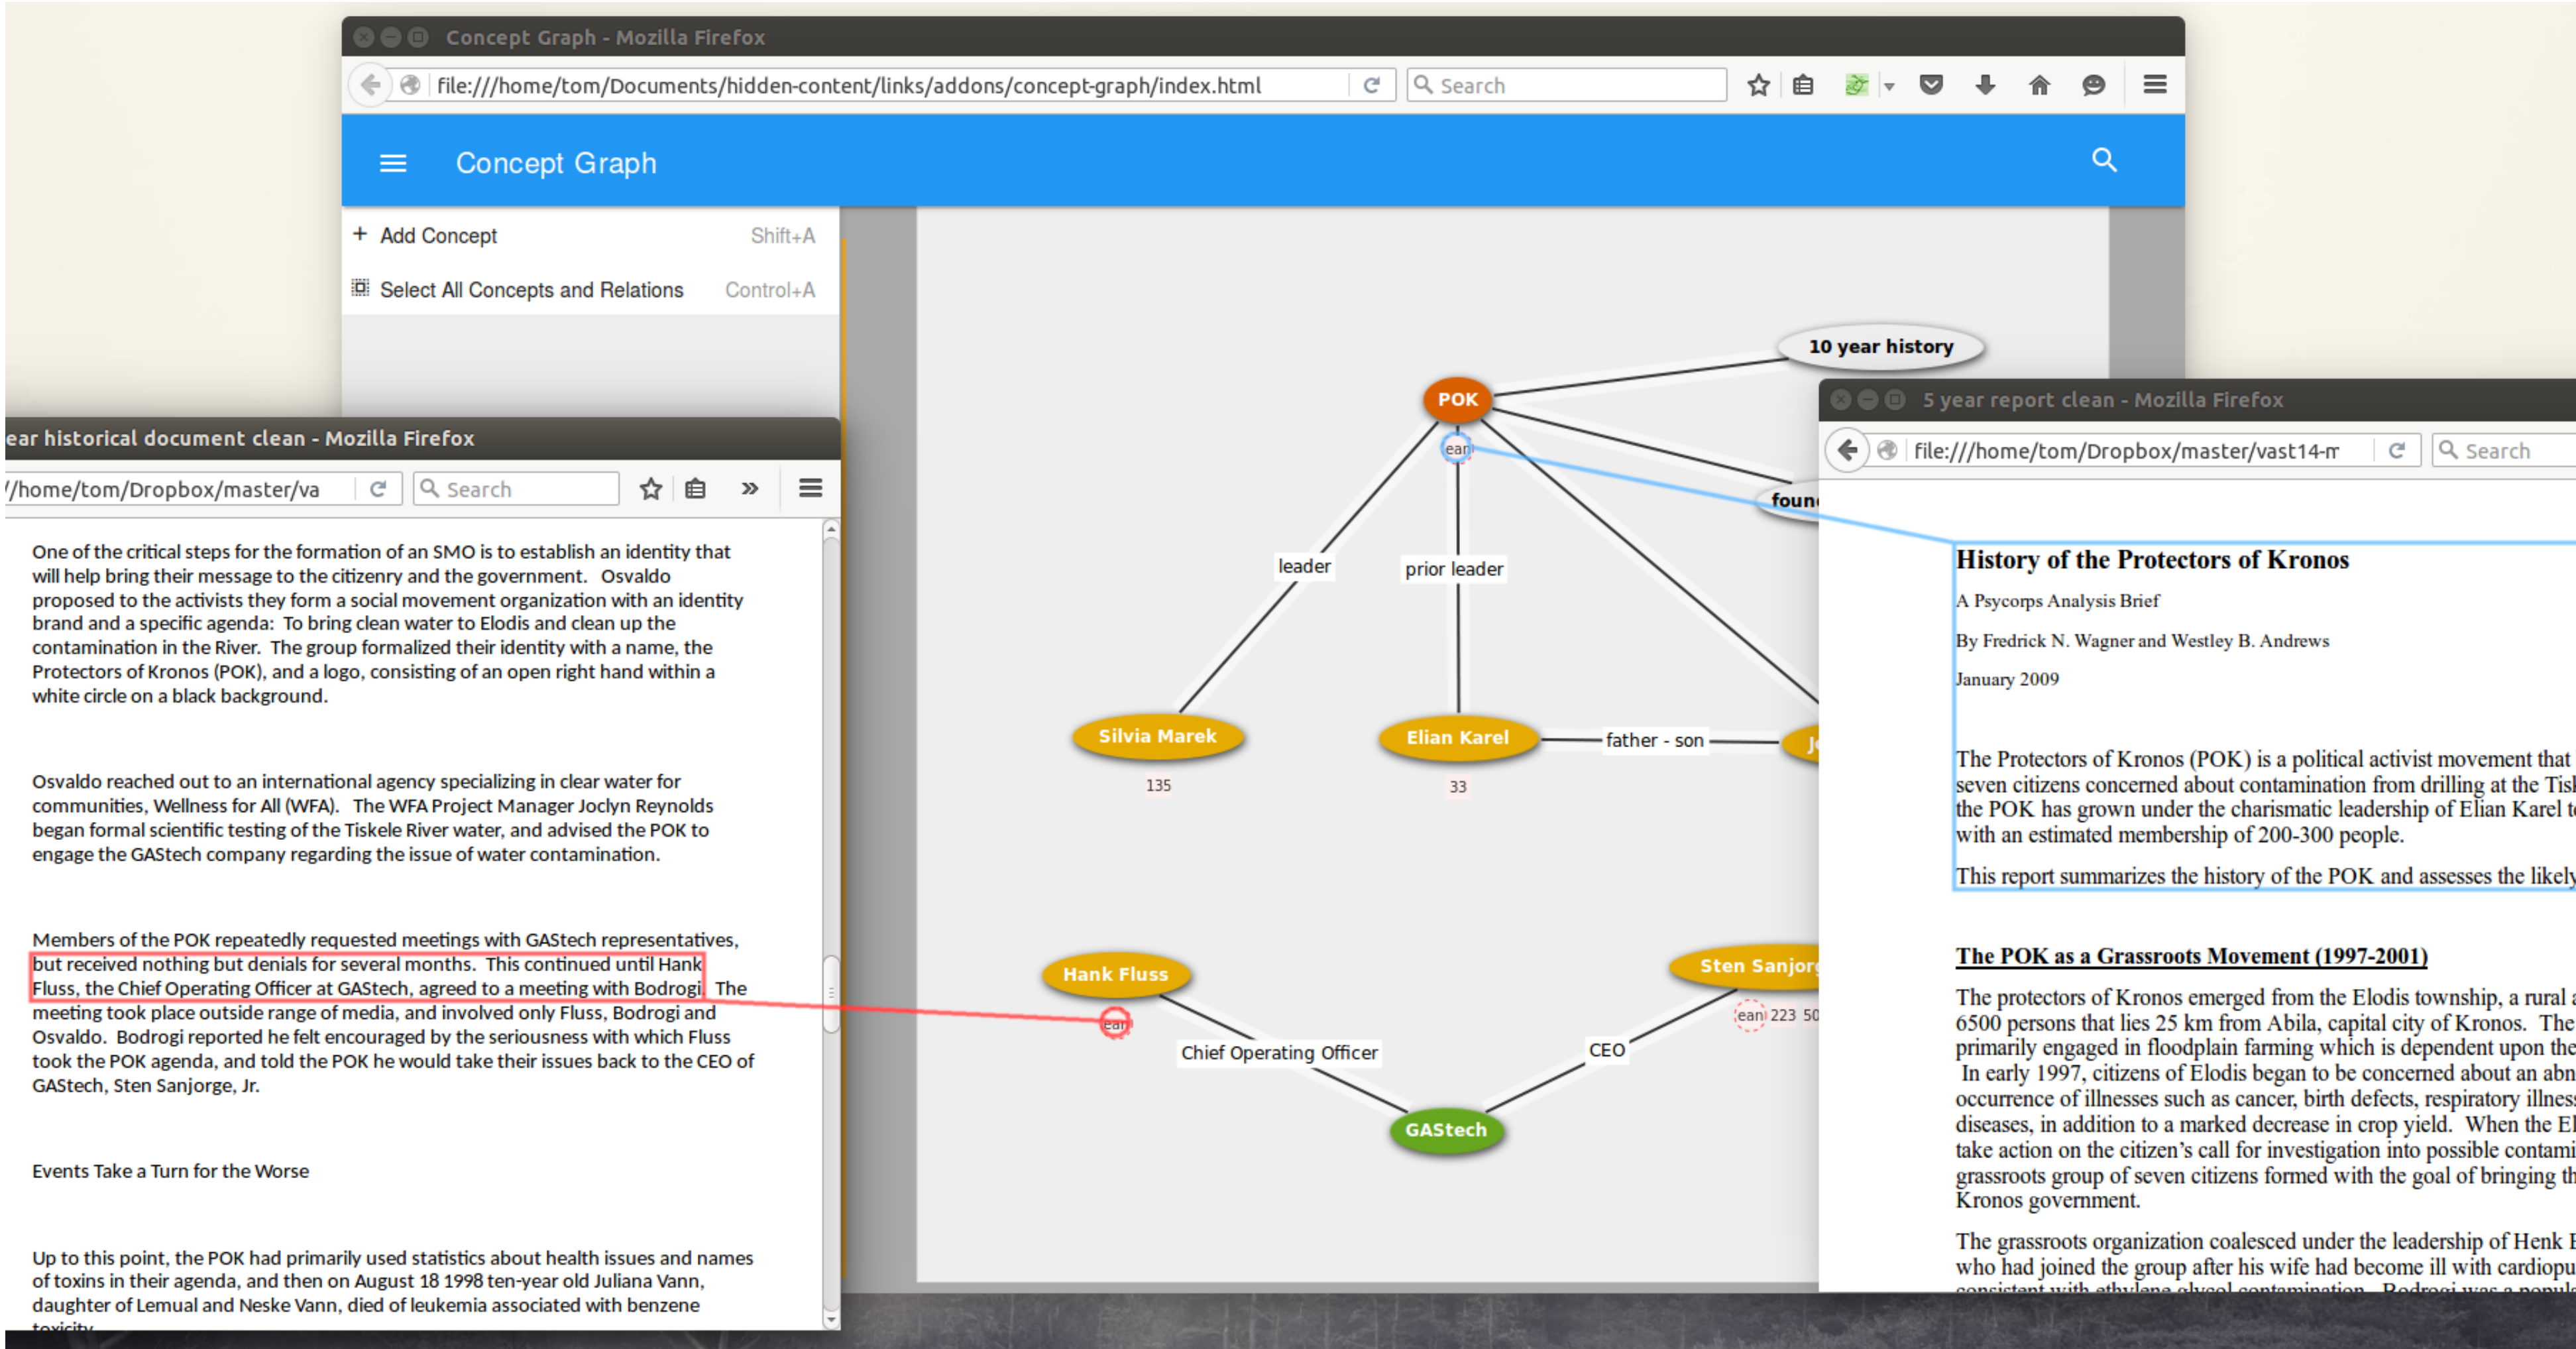 Concept Graph - Mozilla Firefox
file:///home/tom/Documents/hidden-content/links/addons/concept-graph/index.html
Search
Concept Graph
+ Add Concept Shift+A
Select All Concepts and Relations Control+A
ear historical document clean - Mozilla Firefox
//home/tom/Dropbox/master/va
Search
One of the critical steps for the formation of an SMO is to establish an identity that
will help bring their message to the citizenry and the government. Osvaldo
proposed to the activists they form a social movement organization with an identity
brand and a specific agenda: To bring clean water to Elodis and clean up the
contamination in the River. The group formalized their identity with a name, the
Protectors of Kronos (POK), and a logo, consisting of an open right hand within a
white circle on a black background.
Osvaldo reached out to an international agency specializing in clear water for
communities, Wellness for All (WFA). The WFA Project Manager Joclyn Reynolds
began formal scientific testing of the Tiskele River water, and advised the POK to
engage the GAStech company regarding the issue of water contamination.
Members of the POK repeatedly requested meetings with GAStech representatives,
but received nothing but denials for several months. This continued until Hank
Fluss, the Chief Operating Officer at GAStech, agreed to a meeting with Bodrogi. The
meeting took place outside range of media, and involved only Fluss, Bodrogi and
Osvaldo. Bodrogi reported he felt encouraged by the seriousness with which Fluss
took the POK agenda, and told the POK he would take their issues back to the CEO of
GAStech, Sten Sanjorge, Jr.
Events Take a Turn for the Worse
Up to this point, the POK had primarily used statistics about health issues and names
of toxins in their agenda, and then on August 18 1998 ten-year old Juliana Vann,
daughter of Lemual and Neske Vann, died of leukemia associated with benzene
toxicity.
10 year history
POK
ean
foun
leader
prior leader
Silvia Marek
135
Elian Karel
33
father - son
Hank Fluss
ean
Chief Operating Officer
Sten Sanjorg
ean 223 50
CEO
GAStech
5 year report clean - Mozilla Firefox
file:///home/tom/Dropbox/master/vast14-m
Search
History of the Protectors of Kronos
A Psycorps Analysis Brief
By Fredrick N. Wagner and Westley B. Andrews
January 2009
The Protectors of Kronos (POK) is a political activist movement that
seven citizens concerned about contamination from drilling at the Tisk
the POK has grown under the charismatic leadership of Elian Karel t
with an estimated membership of 200-300 people.
This report summarizes the history of the POK and assesses the likely
The POK as a Grassroots Movement (1997-2001)
The protectors of Kronos emerged from the Elodis township, a rural a
6500 persons that lies 25 km from Abila, capital city of Kronos. The
primarily engaged in floodplain farming which is dependent upon the
In early 1997, citizens of Elodis began to be concerned about an abn
occurrence of illnesses such as cancer, birth defects, respiratory illness
diseases, in addition to a marked decrease in crop yield. When the El
take action on the citizen's call for investigation into possible contami
grassroots group of seven citizens formed with the goal of bringing th
Kronos government.
The grassroots organization coalesced under the leadership of Henk B
who had joined the group after his wife had become ill with cardiopu
consistent with ethylene glycol contamination. Bodrogi was a popula